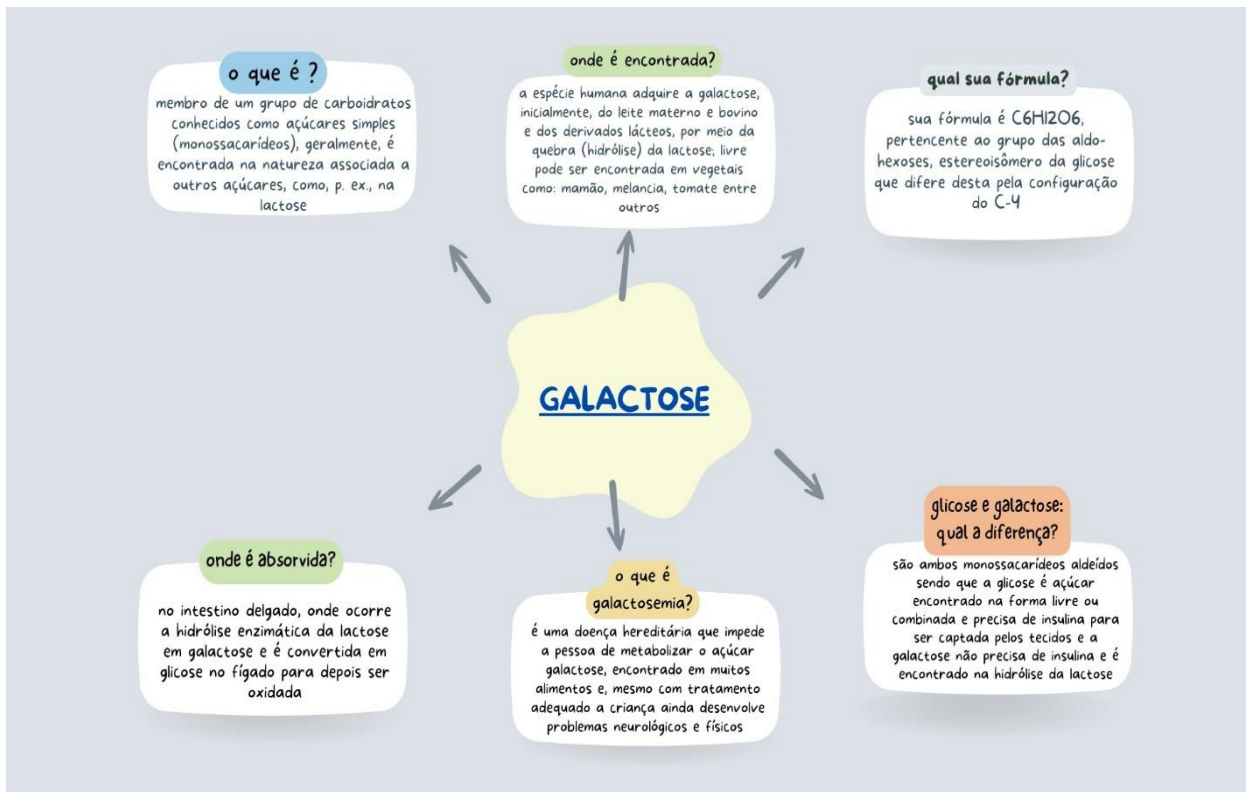 o que é ?
membro de um grupo de carboidratos
conhecidos como açúcares simples
(monossacarídeos), geralmente, é
encontrada na natureza associada a
outros açúcares, como, p. ex., na
lactose
onde é encontrada?
a espécie humana adquire a galactose,
inicialmente, do leite materno e bovino
e dos derivados lácteos, por meio da
quebra (hidrólise) da lactose; livre
pode ser encontrada em vegetais
como: mamão, melancia, tomate entre
outros
qual sua fórmula?
sua fórmula é C6H12O6,
pertencente ao grupo das aldo-
hexoses, estereoisômero da glicose
que difere desta pela configuração
do C-4
GALACTOSE
onde é absorvida?
no intestino delgado, onde ocorre
a hidrólise enzimática da lactose
em galactose e é convertida em
glicose no fígado para depois ser
oxidada
o que é
galactosemia?
é uma doença hereditária que impede
a pessoa de metabolizar o açúcar
galactose, encontrado em muitos
alimentos e, mesmo com tratamento
adequado a criança ainda desenvolve
problemas neurológicos e físicos
glicose e galactose:
qual a diferença?
são ambos monossacarídeos aldeídos
sendo que a glicose é açúcar
encontrado na forma livre ou
combinada e precisa de insulina para
ser captada pelos tecidos e a
galactose não precisa de insulina e é
encontrado na hidrólise da lactose